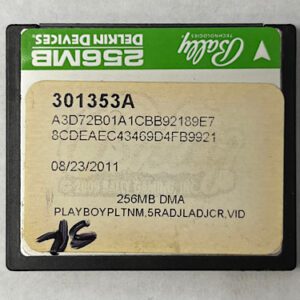 256MB
DELKIN DEVICES.
Bally
TECHNOLOGIES
301353A
A3D72B01A1CBB92189E7
8CDEAEC43469D4FB9921
08/23/2011
256MB DMA
PLAYBOYPLTNM,5RADJLADJCR,VID